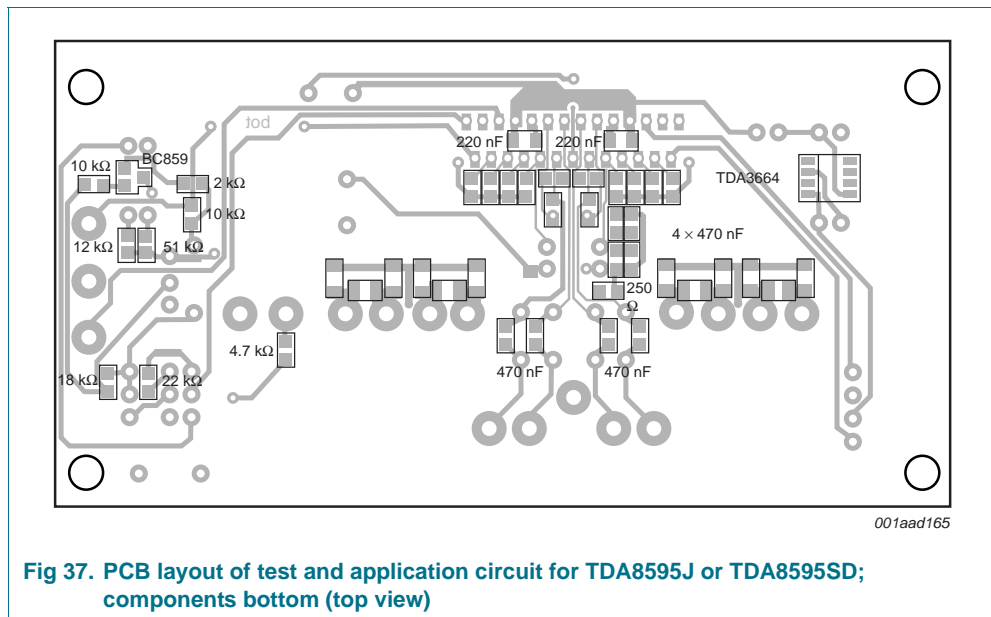 bot
220 nF
220 nF
10 kΩ
BC859
2 kΩ
TDA3664
10 kΩ
12 kΩ
51 kΩ
4 × 470 nF
250
Ω
4.7 kΩ
18 kΩ
22 kΩ
470 nF
470 nF
001aad165
Fig 37. PCB layout of test and application circuit for TDA8595J or TDA8595SD;
components bottom (top view)